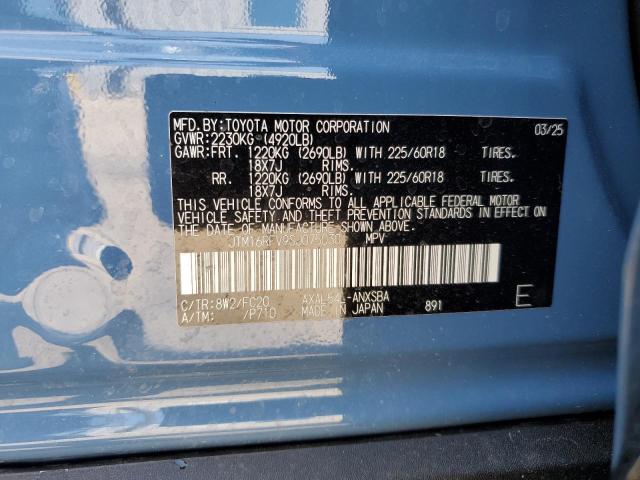 MFD.BY:TOYOTA MOTOR CORPORATION 03/25
GVWR:2230KG (4920LB)
GAWR:FRT. 1220KG (2690LB) WITH 225/60R18 TIRES.
18X7J RIMS.
RR. 1220KG (2690LB) WITH 225/60R18 TIRES.
18X7J RIMS.
THIS VEHICLE CONFORMS TO ALL APPLICABLE FEDERAL MOTOR
VEHICLE SAFETY AND THEFT PREVENTION STANDARDS IN EFFECT ON
THE DATE OF MANUFACTURE SHOWN ABOVE.
MPV
C/TR:8W2/FC20 AXAL54L-ANXSBA
A/TM: /P710 MADE IN JAPAN 891 E